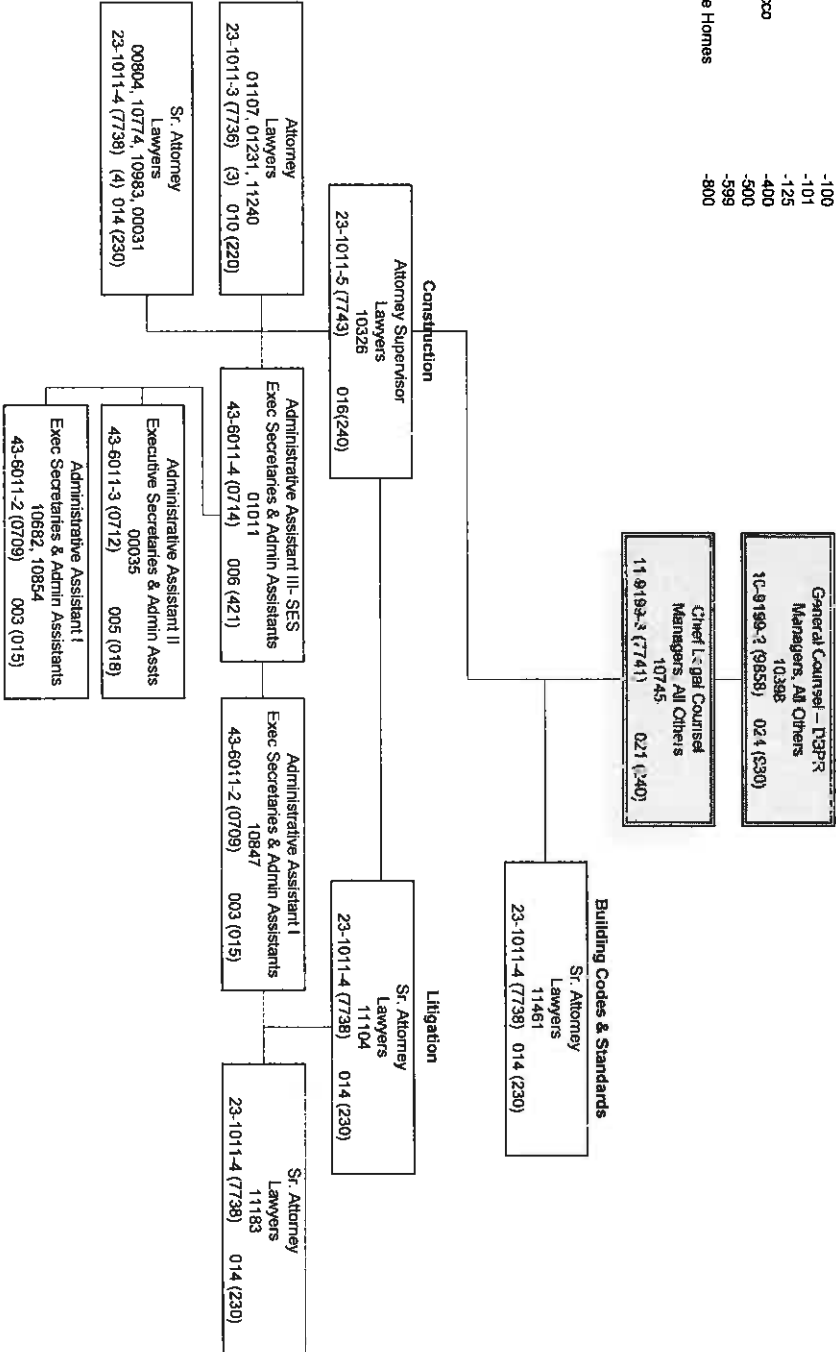 cco
e Homes
-100
-101
-125
-400
-500
-599
-800
General Counsel – DBPR
Managers, All Others
10398
(9858) 024 (930)
Chief Legal Counsel
Managers, All Others
10745
(7741) 021
Building Codes & Standards
Sr. Attorney
Lawyers
11461
23-1011-4 (7738) 014 (230)
Construction
Attorney Supervisor
Lawyers
10326
23-1011-5 (7743) 016(240)
Litigation
Sr. Attorney
Lawyers
11104
23-1011-4 (7738) 014 (230)
Attorney
Lawyers
01107, 01231, 11240
23-1011-3 (7736) (3) 010 (220)
Administrative Assistant III- SES
Exec Secretaries & Admin Assistants
01011
43-6011-4 (0714) 006 (421)
Administrative Assistant I
Exec Secretaries & Admin Assistants
10847
43-6011-2 (0709) 003 (015)
Sr. Attorney
Lawyers
11183
23-1011-4 (7738) 014 (230)
Sr. Attorney
Lawyers
00804, 10774, 10983, 00031
23-1011-4 (7738) (4) 014 (230)
Administrative Assistant II
Executive Secretaries & Admin Assts
00035
43-6011-3 (0712) 005 (018)
Administrative Assistant I
Exec Secretaries & Admin Assistants
10682, 10854
43-6011-2 (0709) 003 (015)